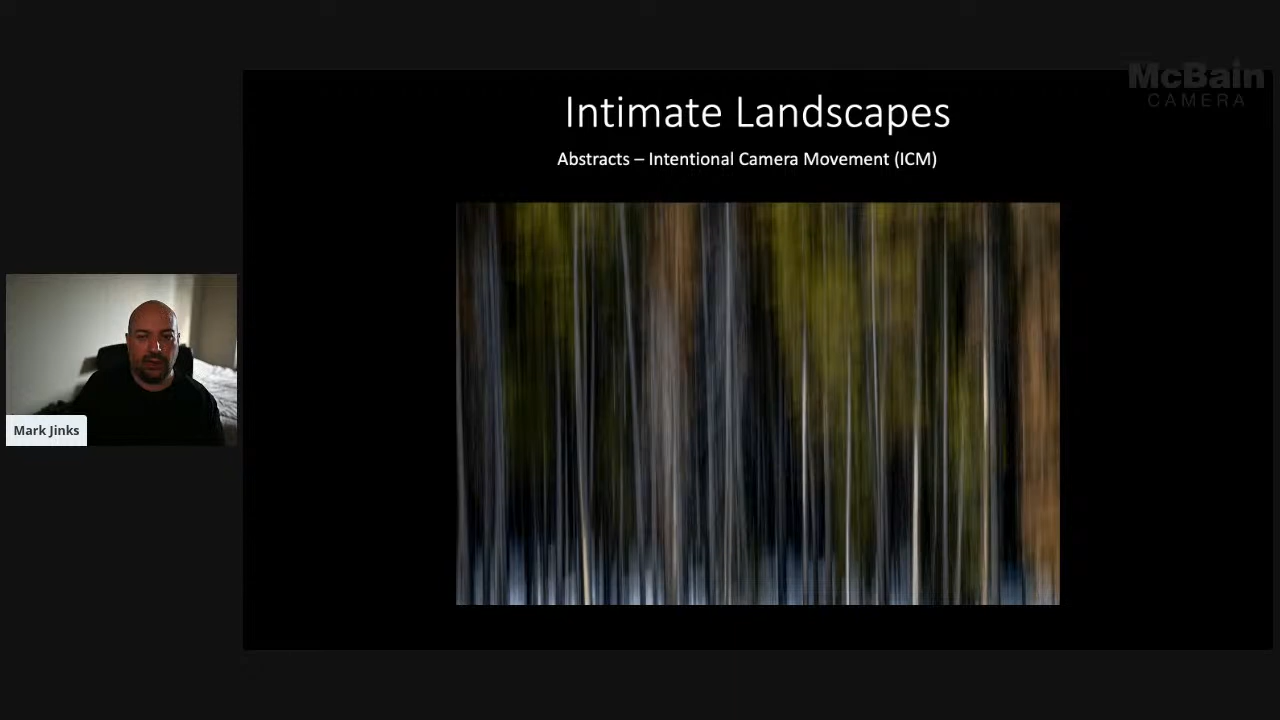 McBain
CAMERA
Intimate Landscapes
Abstracts – Intentional Camera Movement (ICM)
Mark Jinks